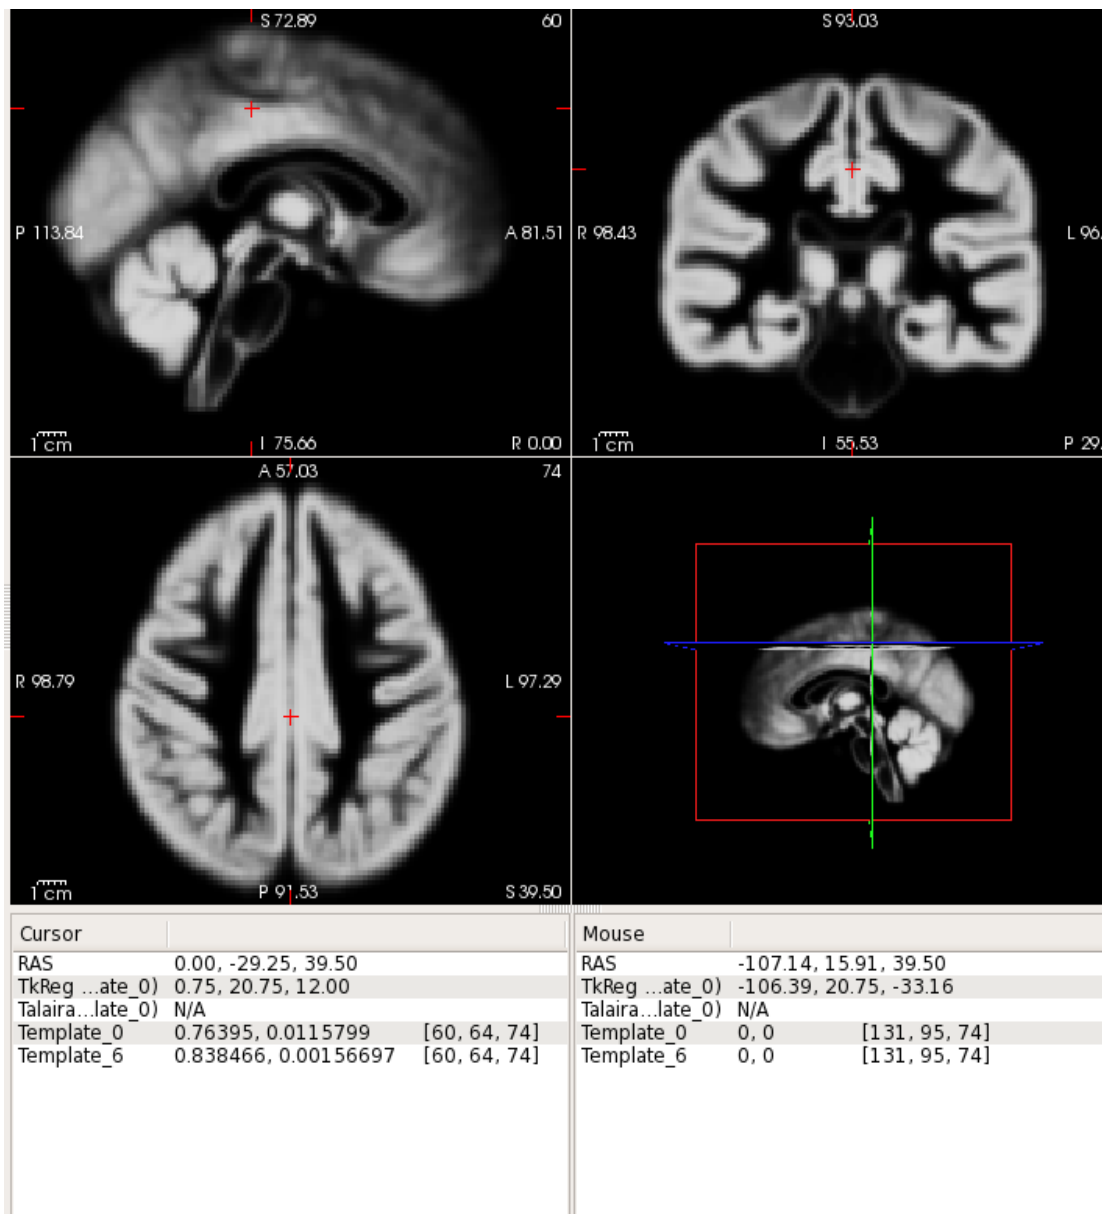 S 72.89 60
P 113.84 A 81.51
1 cm I 75.66 R 0.00
S 93.03
R 98.43 L 96.
1 cm I 55.53 P 29.
A 57.03 74
R 98.79 L 97.29
1 cm P 91.53 S 39.50
Cursor
RAS 0.00, -29.25, 39.50
TkReg ...ate_0) 0.75, 20.75, 12.00
Talaira...late_0) N/A
Template_0 0.76395, 0.0115799 [60, 64, 74]
Template_6 0.838466, 0.00156697 [60, 64, 74]
Mouse
RAS -107.14, 15.91, 39.50
TkReg ...ate_0) -106.39, 20.75, -33.16
Talaira...late_0) N/A
Template_0 0, 0 [131, 95, 74]
Template_6 0, 0 [131, 95, 74]